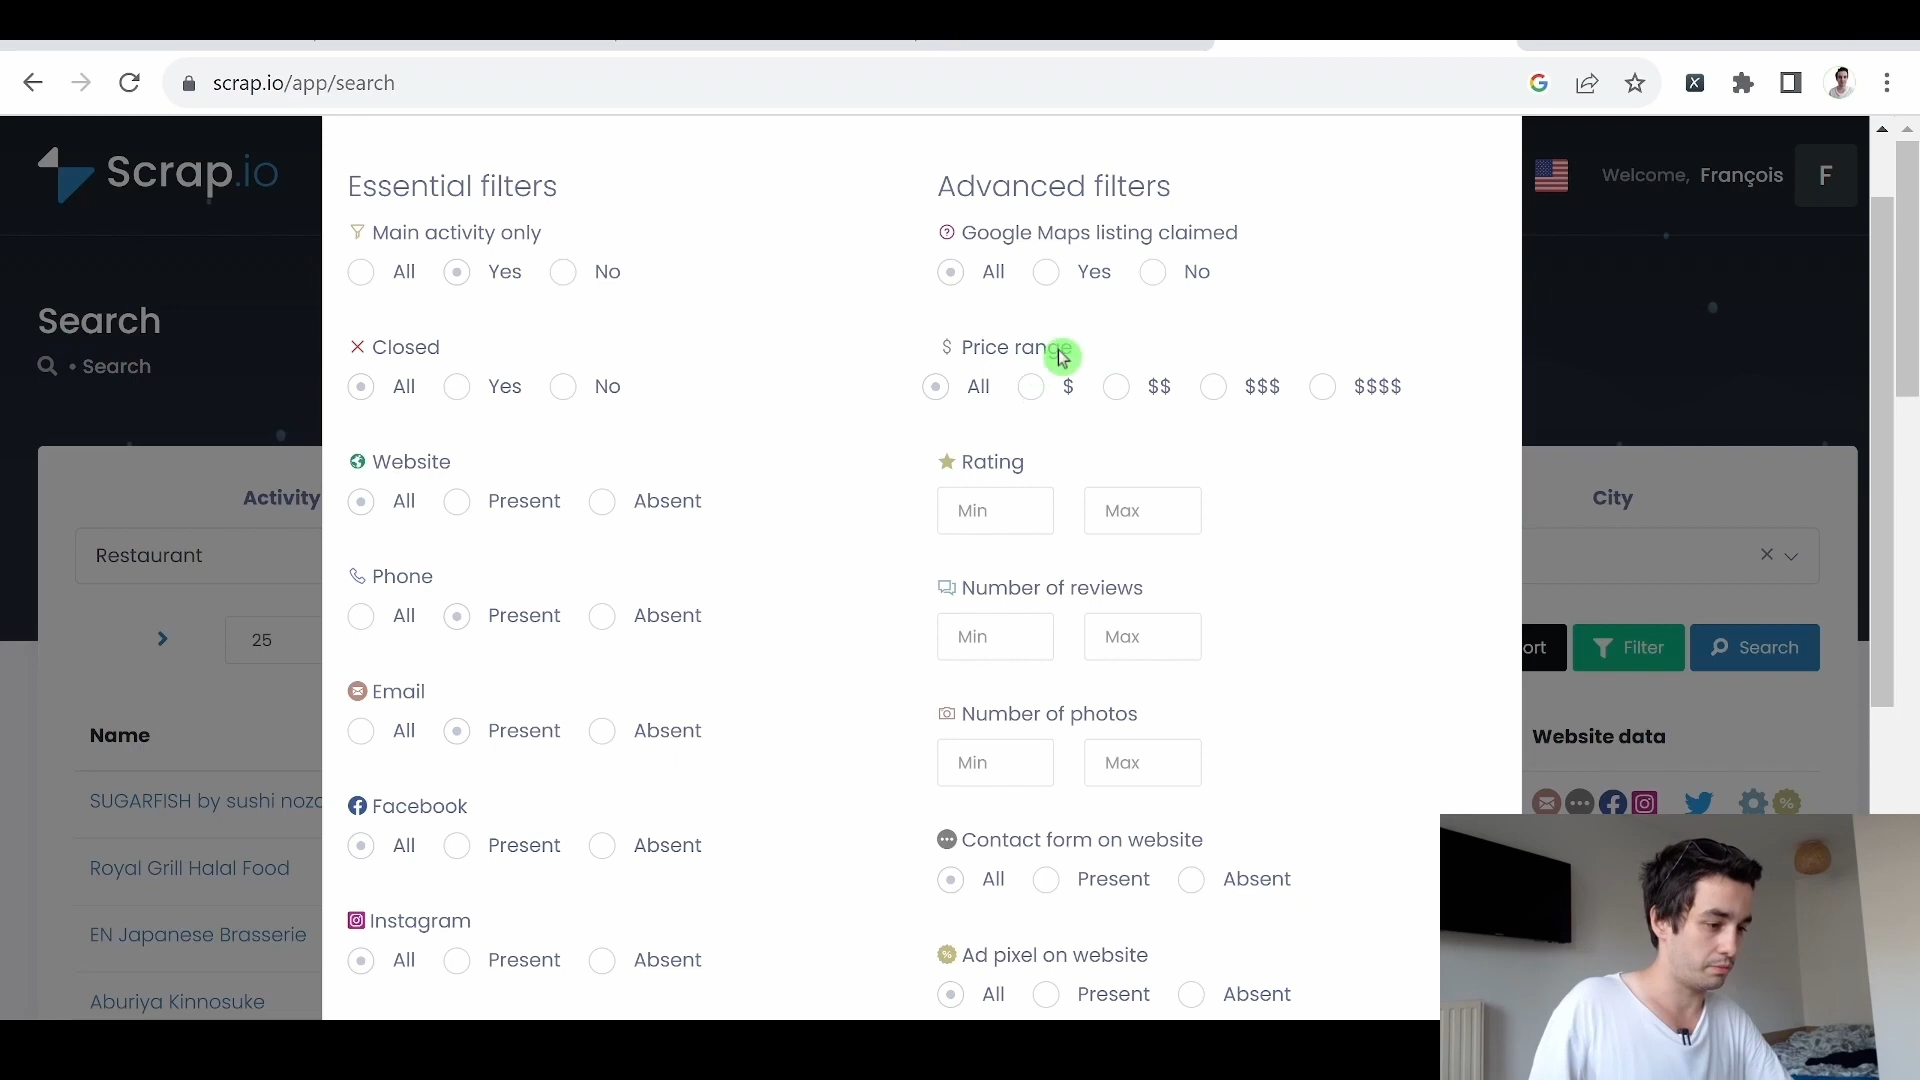 scrap.io/app/search
Scrap.io
Welcome, François F
Search
• Search
Activity
Restaurant
25
Name
SUGARFISH by sushi noz
Royal Grill Halal Food
EN Japanese Brasserie
Aburiya Kinnosuke
Essential filters
Main activity only
All Yes No
Closed
All Yes No
Website
All Present Absent
Phone
All Present Absent
Email
All Present Absent
Facebook
All Present Absent
Instagram
All Present Absent
Advanced filters
Google Maps listing claimed
All Yes No
$ Price range
All $ $$ $$$ $$$$
Rating
Min Max
Number of reviews
Min Max
Number of photos
Min Max
Contact form on website
All Present Absent
% Ad pixel on website
All Present Absent
City
ort Filter Search
Website data
%